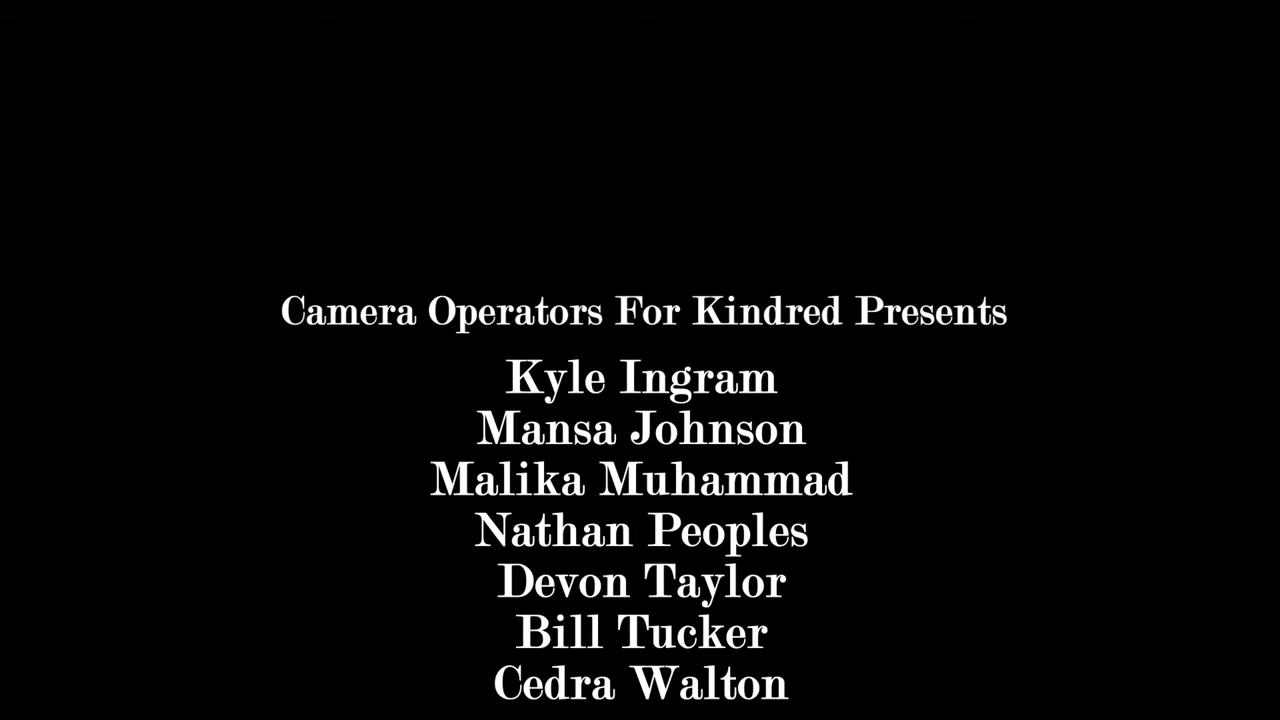 Camera Operators For Kindred Presents
Kyle Ingram
Mansa Johnson
Malika Muhammad
Nathan Peoples
Devon Taylor
Bill Tucker
Cedra Walton